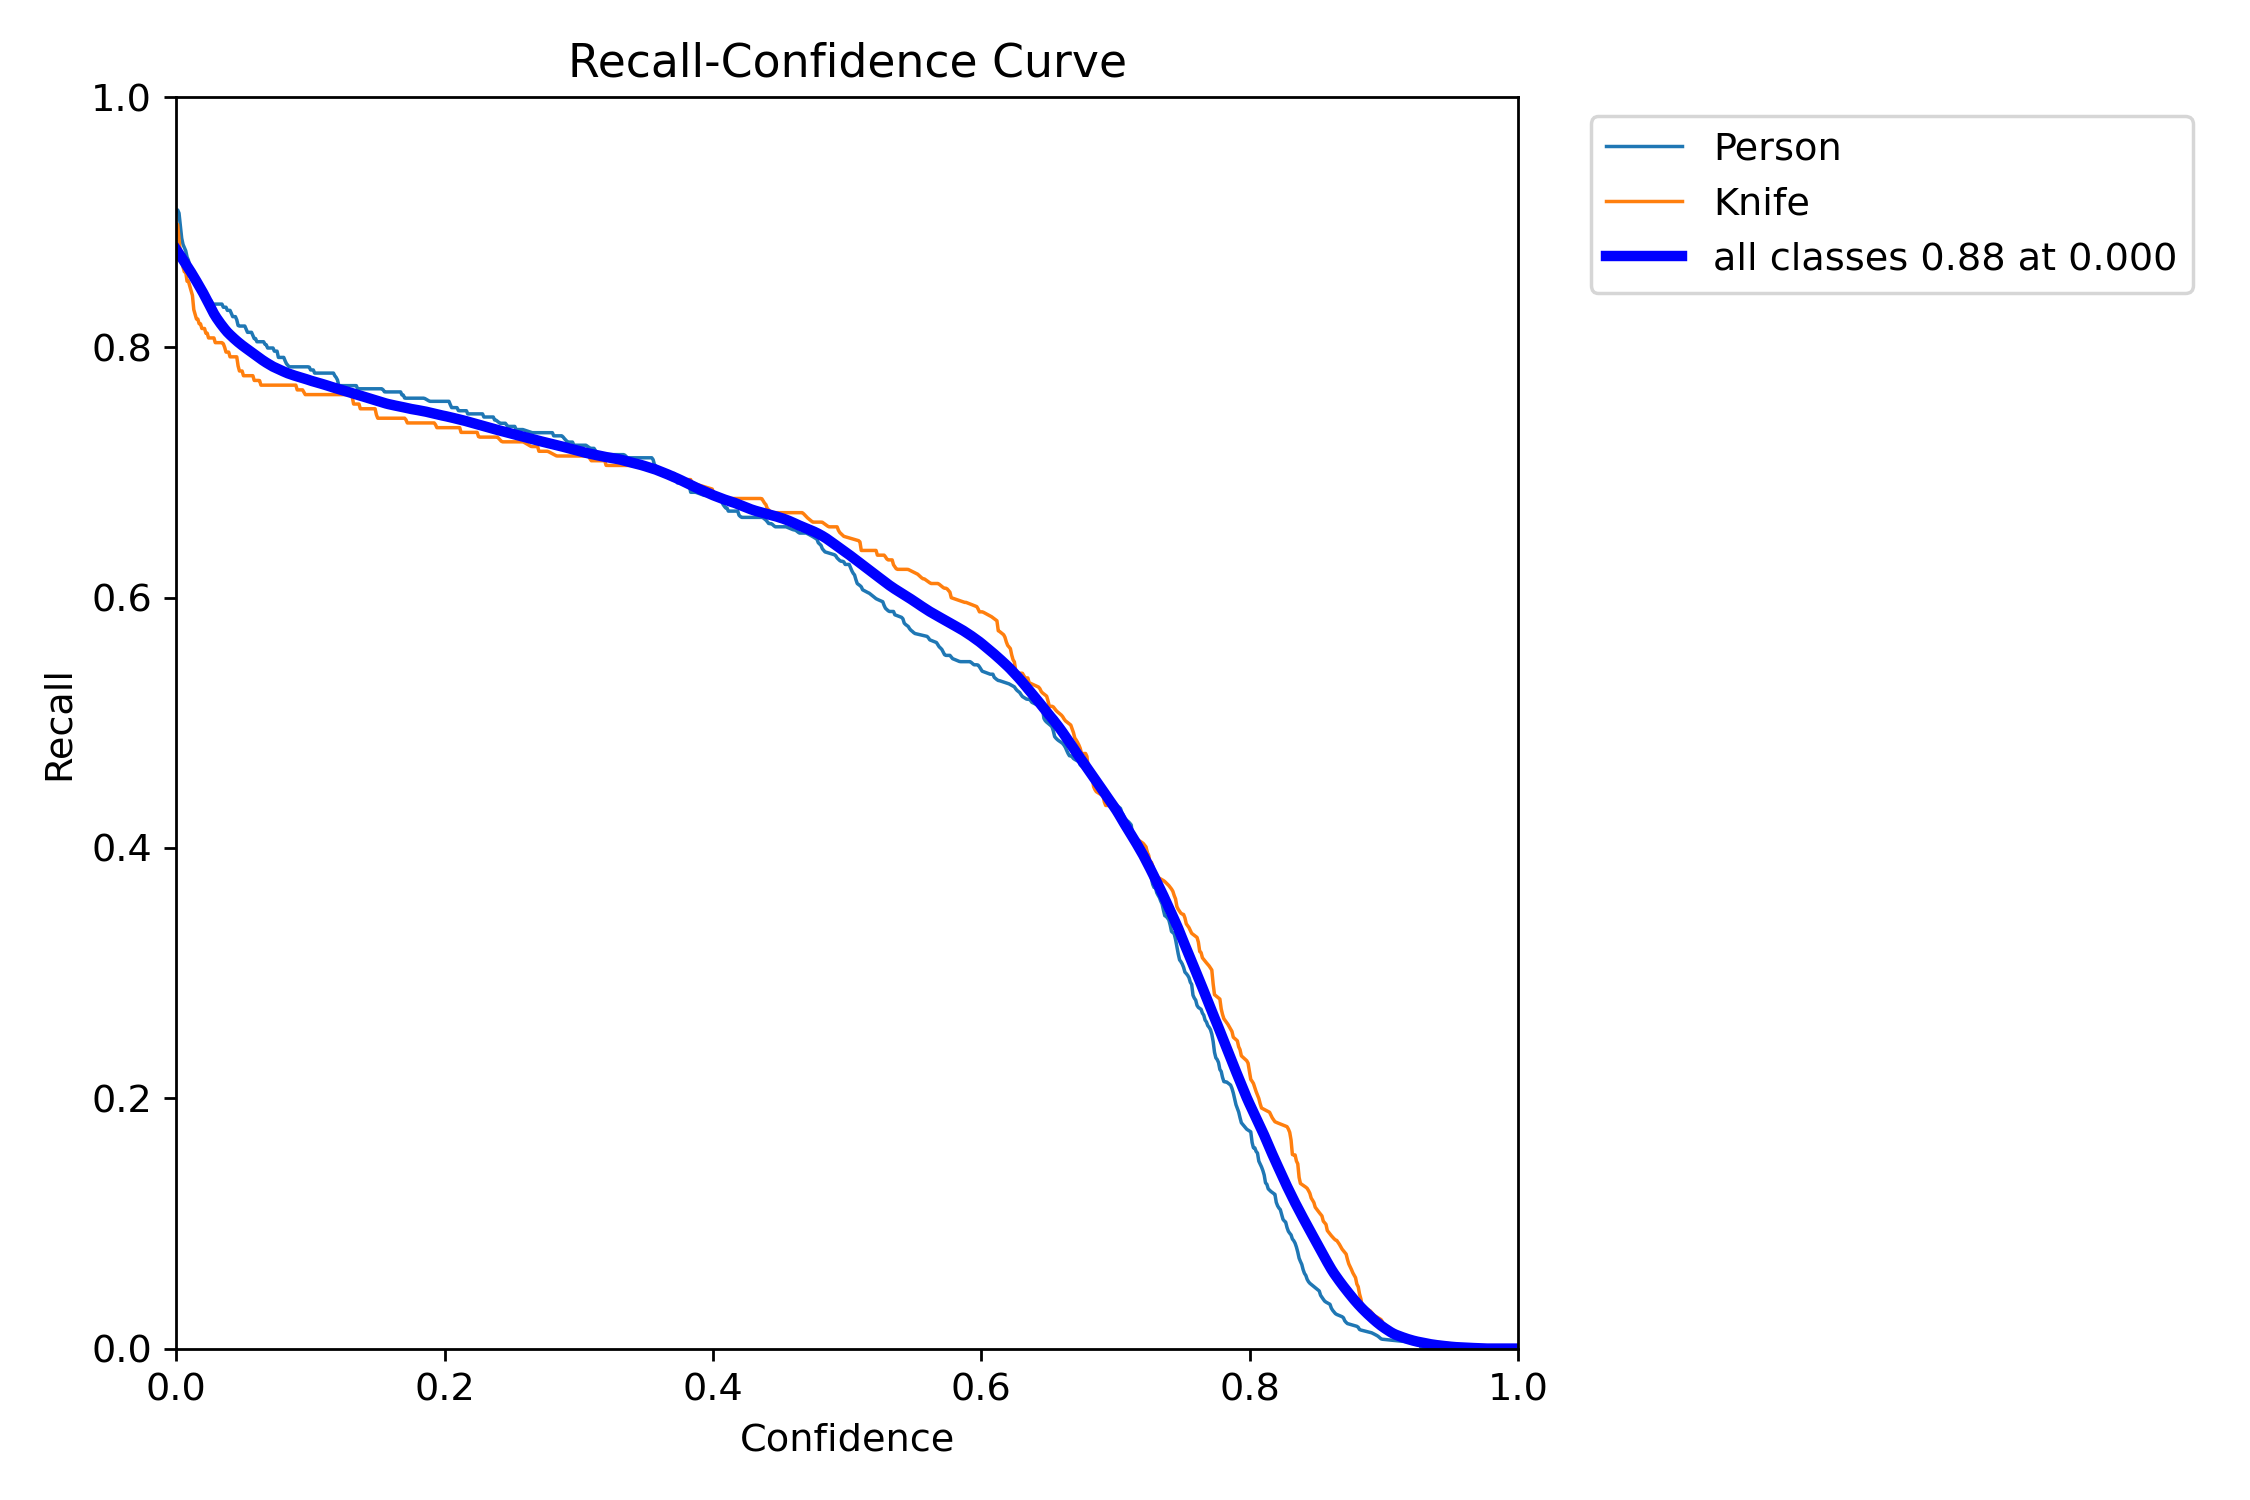 Recall-Confidence Curve
1.0
0.8
0.6
0.4
0.2
0.0
Recall
0.0 0.2 0.4 0.6 0.8 1.0
Confidence
Person
Knife
all classes 0.88 at 0.000